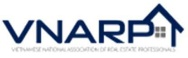 VNARP
VIETNAMESE NATIONAL ASSOCIATION OF REAL ESTATE PROFESSIONALS